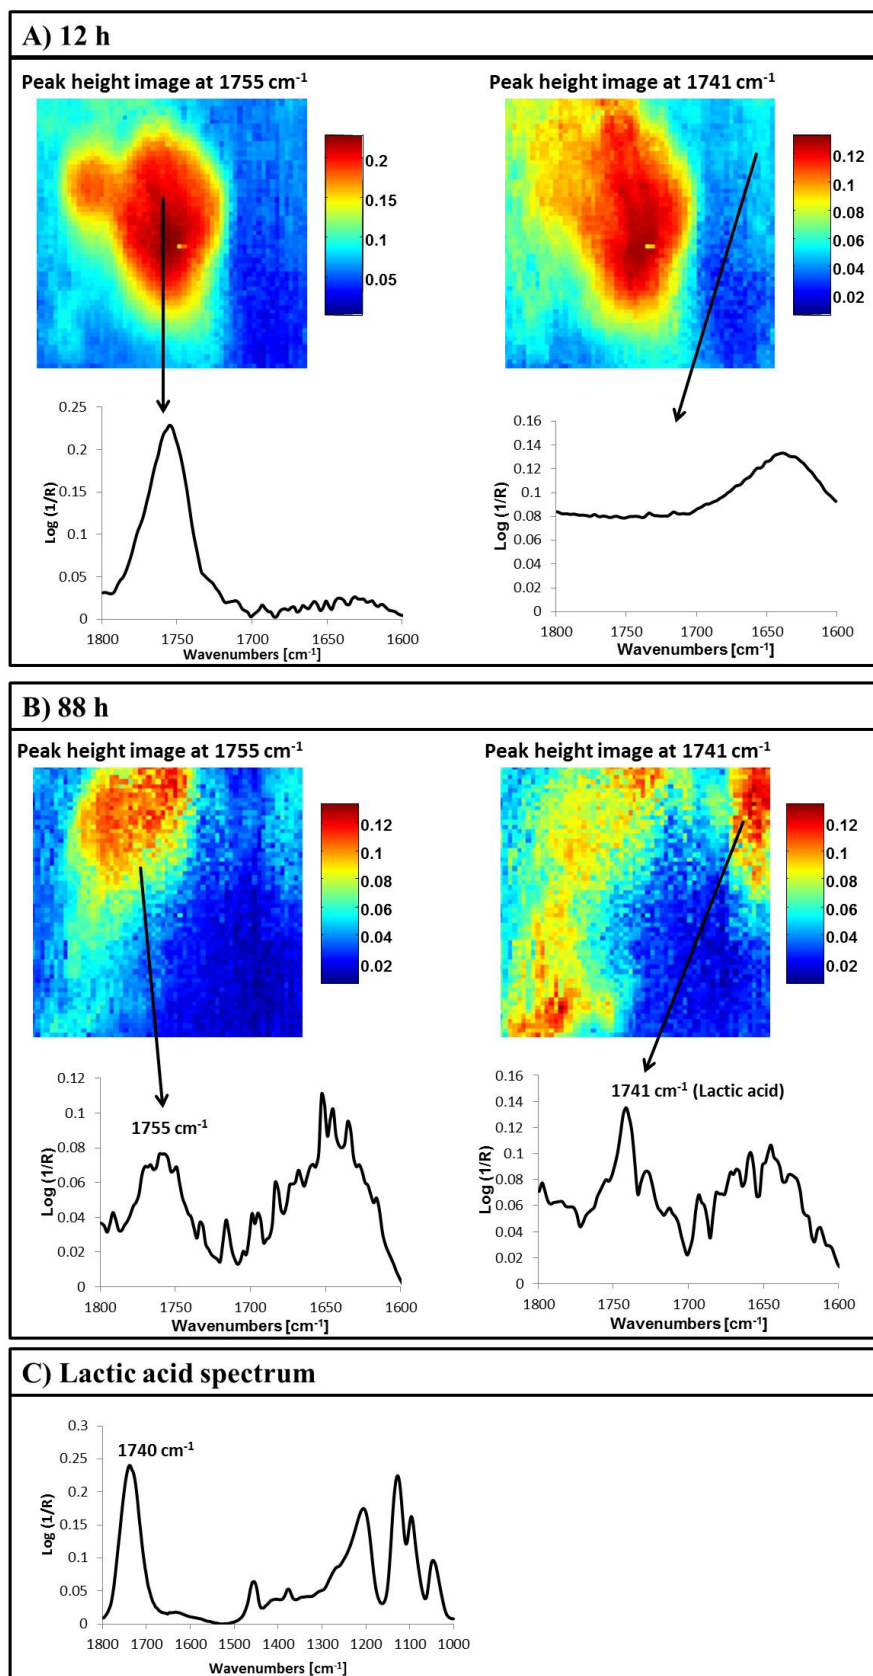 A) 12 h
Peak height image at 1755 cm⁻¹
0.2
0.15
0.1
0.05
Peak height image at 1741 cm⁻¹
0.12
0.1
0.08
0.06
0.04
0.02
0.25
0.2
0.15
0.1
0.05
0
Log (1/R)
1800 1750 1700 1650 1600
Wavenumbers [cm⁻¹]
0.16
0.14
0.12
0.1
0.08
0.06
0.04
0.02
0
Log (1/R)
1800 1750 1700 1650 1600
Wavenumbers [cm⁻¹]
B) 88 h
Peak height image at 1755 cm⁻¹
0.12
0.1
0.08
0.06
0.04
0.02
Peak height image at 1741 cm⁻¹
0.12
0.1
0.08
0.06
0.04
0.02
0.12
0.1
0.08
0.06
0.04
0.02
0
Log (1/R)
1755 cm⁻¹
1800 1750 1700 1650 1600
Wavenumbers [cm⁻¹]
0.16
0.14
0.12
0.1
0.08
0.06
0.04
0.02
0
Log (1/R)
1741 cm⁻¹ (Lactic acid)
1800 1750 1700 1650 1600
Wavenumbers [cm⁻¹]
C) Lactic acid spectrum
0.3
0.25
0.2
0.15
0.1
0.05
0
Log (1/R)
1740 cm⁻¹
1800 1700 1600 1500 1400 1300 1200 1100 1000
Wavenumbers [cm⁻¹]